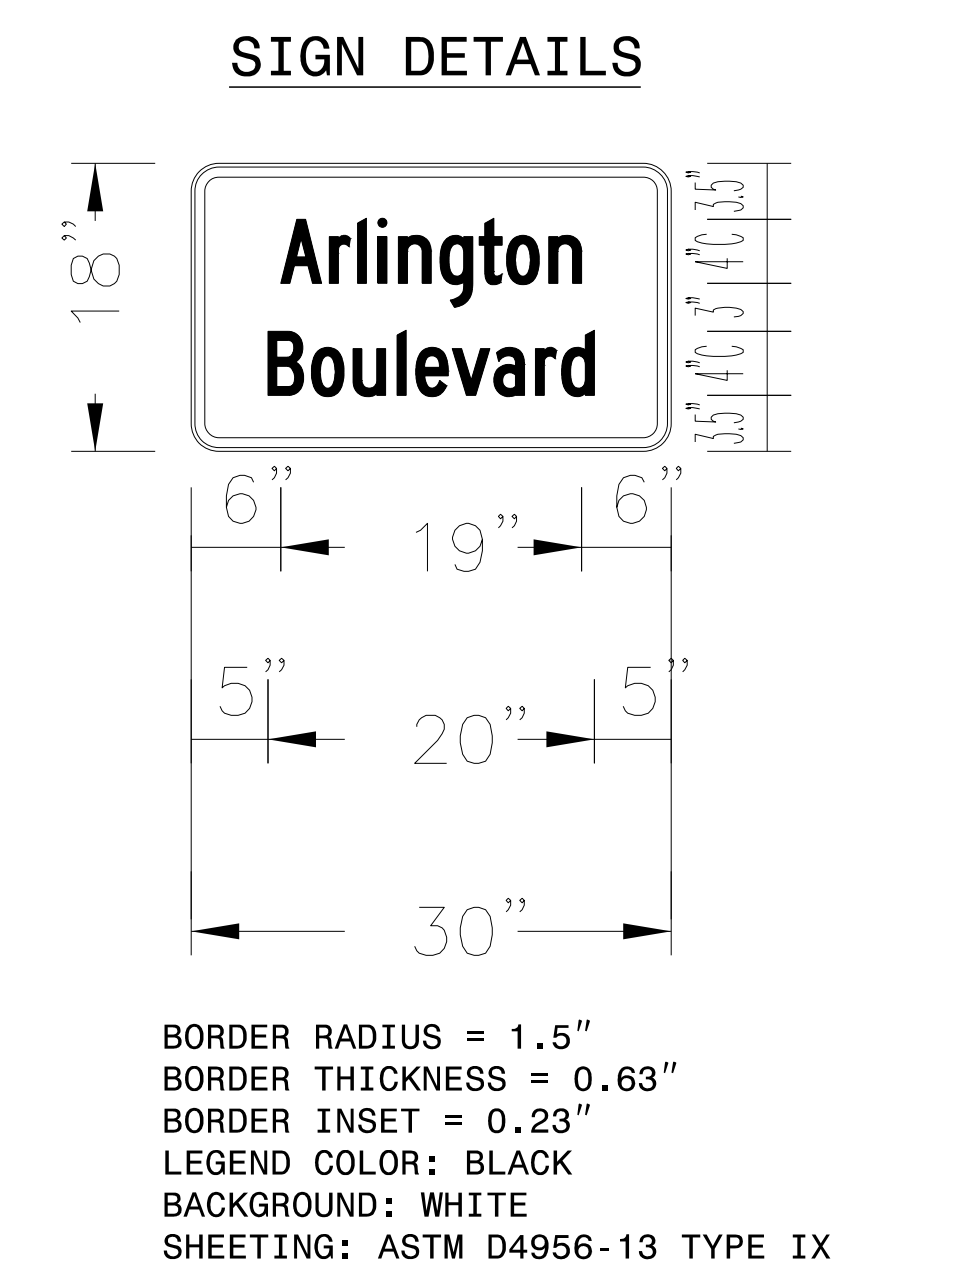 SIGN DETAILS
18”
Arlington
Boulevard
3.5”
4"C
3”
4"C
3.5”
6”
19”
6”
5”
20”
5”
30”
BORDER RADIUS = 1.5"
BORDER THICKNESS = 0.63"
BORDER INSET = 0.23"
LEGEND COLOR: BLACK
BACKGROUND: WHITE
SHEETING: ASTM D4956-13 TYPE IX